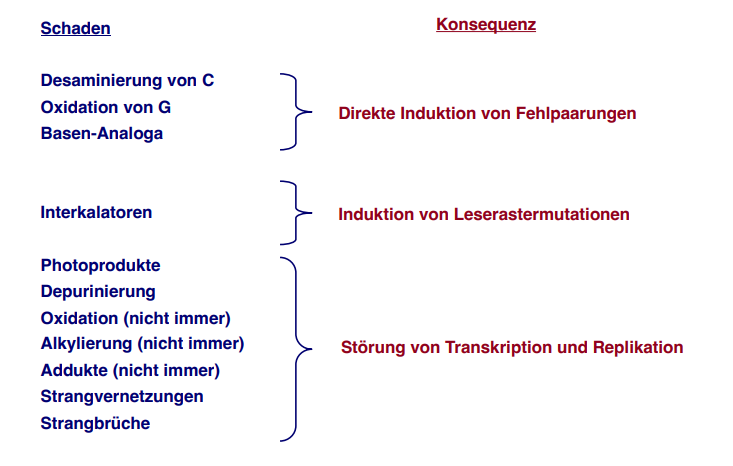 Schaden
Konsequenz
Desaminierung von C
Oxidation von G
Basen-Analoga
Direkte Induktion von Fehlpaarungen
Interkalatoren
Induktion von Leserastermutationen
Photoprodukte
Depurinierung
Oxidation (nicht immer)
Alkylierung (nicht immer)
Addukte (nicht immer)
Strangvernetzungen
Strangbrüche
Störung von Transkription und Replikation